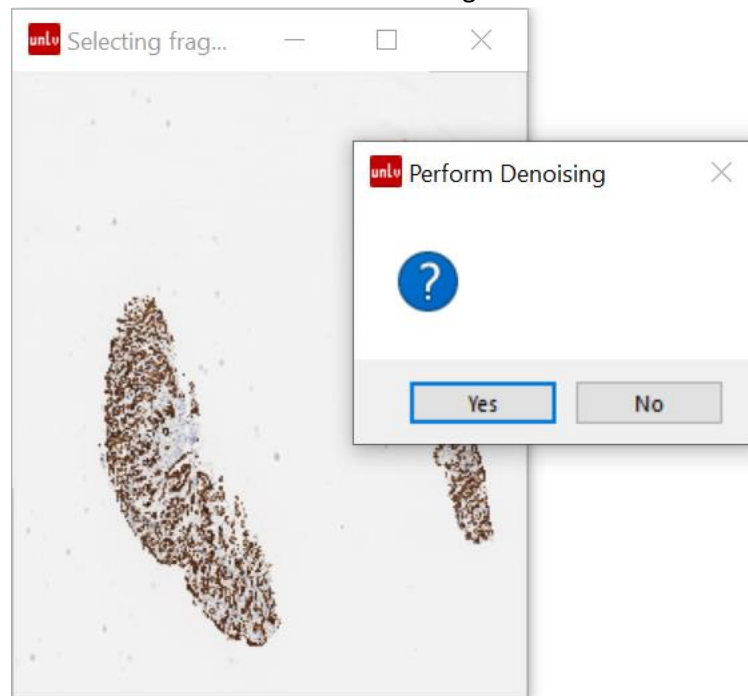 unlv Selecting frag...
unlv Perform Denoising
?
Yes No